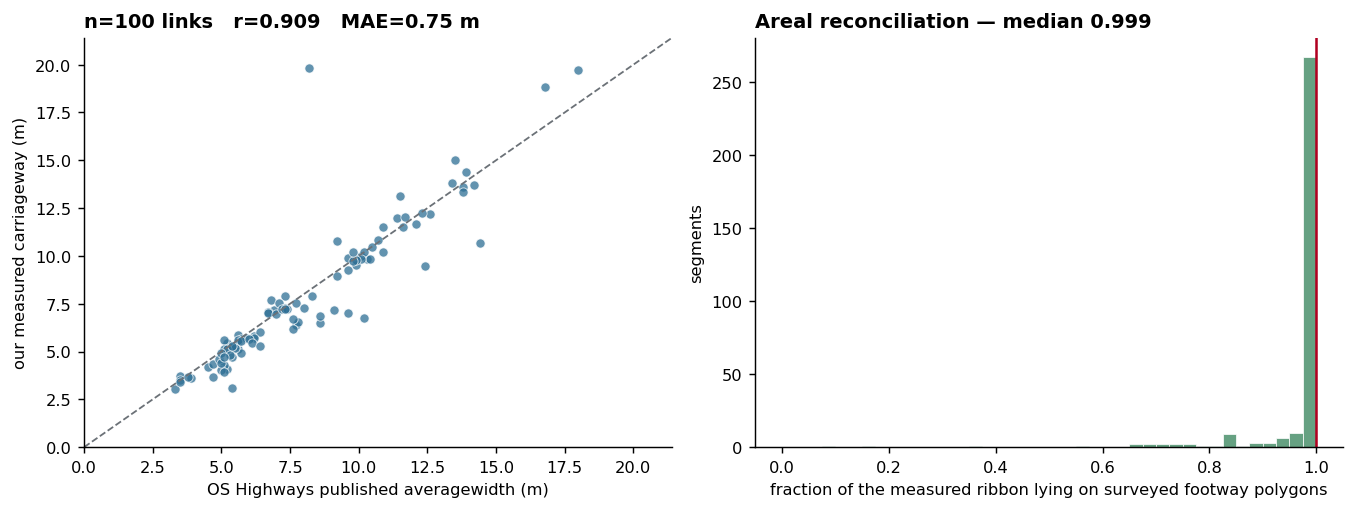 n=100 links   r=0.909   MAE=0.75 m
20.0
17.5
15.0
12.5
10.0
7.5
5.0
2.5
0.0
our measured carriageway (m)
0.0 2.5 5.0 7.5 10.0 12.5 15.0 17.5 20.0
OS Highways published averagewidth (m)
Areal reconciliation — median 0.999
250
200
150
100
50
0
segments
0.0 0.2 0.4 0.6 0.8 1.0
fraction of the measured ribbon lying on surveyed footway polygons